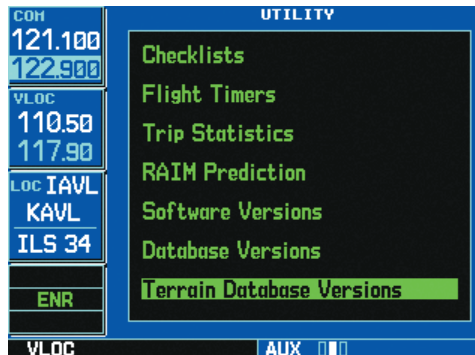 COM
121.100
122.900
VLOC
110.50
117.90
LOC IAVL
KAVL
ILS 34
ENR
VLOC
UTILITY
Checklists
Flight Timers
Trip Statistics
RAIM Prediction
Software Versions
Database Versions
Terrain Database Versions
AUX